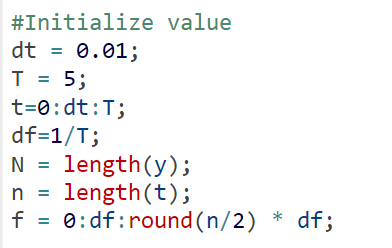 #Initialize value
dt = 0.01;
T = 5;
t=0:dt:T;
df=1/T;
N = length(y);
n = length(t);
f = 0:df:round(n/2) * df;